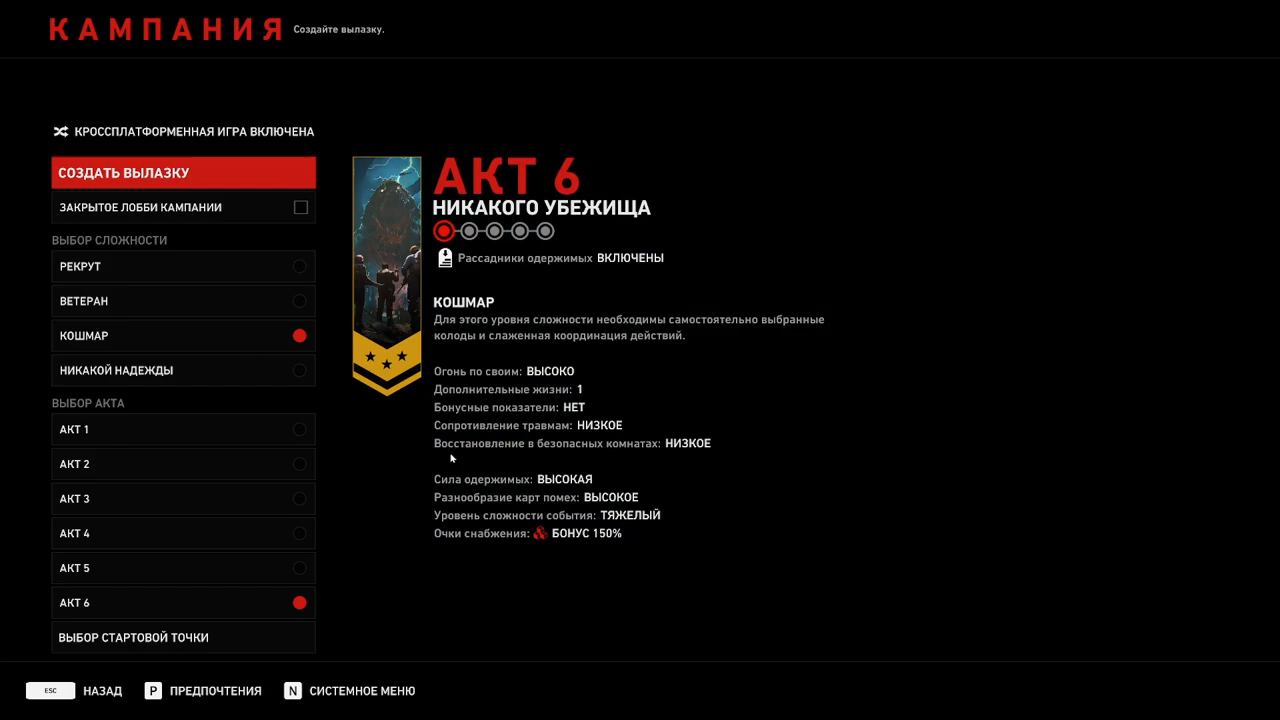 КАМПАНИЯ Создайте вылазку.
КРОССПЛАТФОРМЕННАЯ ИГРА ВКЛЮЧЕНА
СОЗДАТЬ ВЫЛАЗКУ
ЗАКРЫТОЕ ЛОББИ КАМПАНИИ
ВЫБОР СЛОЖНОСТИ
РЕКРУТ
ВЕТЕРАН
КОШМАР
НИКАКОЙ НАДЕЖДЫ
ВЫБОР АКТА
АКТ 1
АКТ 2
АКТ 3
АКТ 4
АКТ 5
АКТ 6
ВЫБОР СТАРТОВОЙ ТОЧКИ
АКТ 6
НИКАКОГО УБЕЖИЩА
Рассадники одержимых ВКЛЮЧЕНЫ
КОШМАР
Для этого уровня сложности необходимы самостоятельно выбранные
колоды и слаженная координация действий.
Огонь по своим: ВЫСОКО
Дополнительные жизни: 1
Бонусные показатели: НЕТ
Сопротивление травмам: НИЗКОЕ
Восстановление в безопасных комнатах: НИЗКОЕ
Сила одержимых: ВЫСОКАЯ
Разнообразие карт помех: ВЫСОКОЕ
Уровень сложности события: ТЯЖЕЛЫЙ
Очки снабжения: БОНУС 150%
ESC НАЗАД P ПРЕДПОЧТЕНИЯ N СИСТЕМНОЕ МЕНЮ